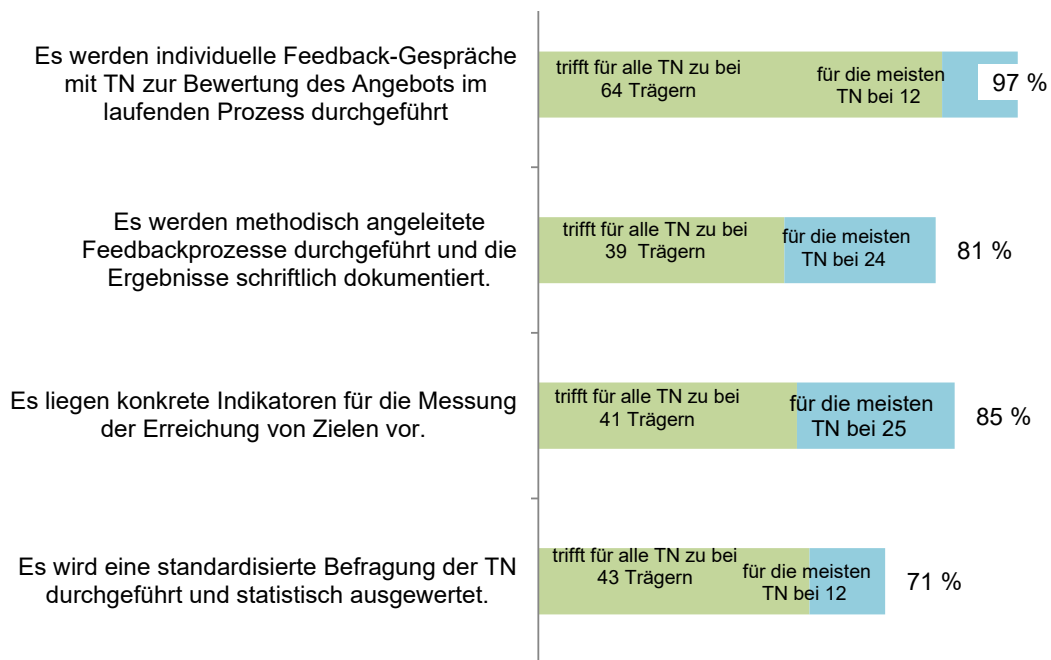 Es werden individuelle Feedback-Gespräche
mit TN zur Bewertung des Angebots im
laufenden Prozess durchgeführt
trifft für alle TN zu bei
64 Trägern
für die meisten
TN bei 12
97 %
Es werden methodisch angeleitete
Feedbackprozesse durchgeführt und die
Ergebnisse schriftlich dokumentiert.
trifft für alle TN zu bei
39 Trägern
für die meisten
TN bei 24
81 %
Es liegen konkrete Indikatoren für die Messung
der Erreichung von Zielen vor.
trifft für alle TN zu bei
41 Trägern
für die meisten
TN bei 25
85 %
Es wird eine standardisierte Befragung der TN
durchgeführt und statistisch ausgewertet.
trifft für alle TN zu bei
43 Trägern
für die meisten
TN bei 12
71 %